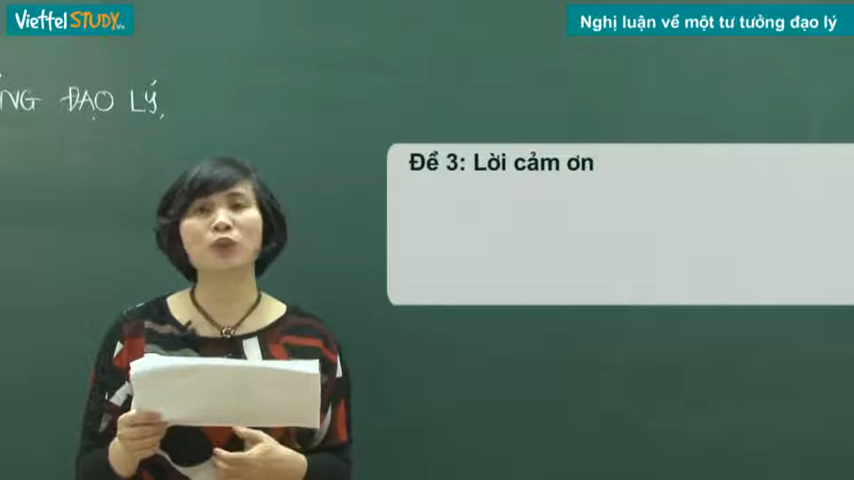 ViettelSTUDY.vn
Nghị luận về một tư tưởng đạo lý
NG ĐẠO LÝ
Đề 3: Lời cảm ơn